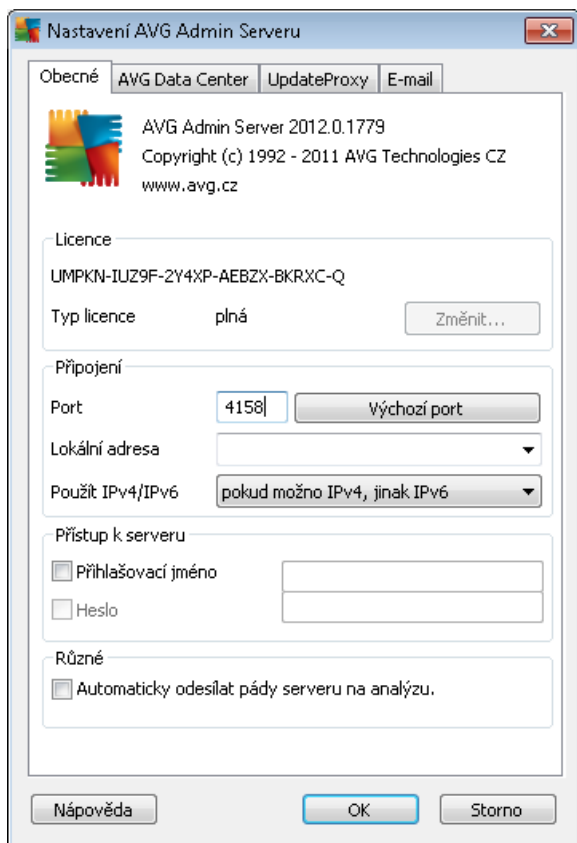 Nastavení AVG Admin Serveru
Obecné AVG Data Center UpdateProxy E-mail
AVG Admin Server 2012.0.1779
Copyright (c) 1992 - 2011 AVG Technologies CZ
www.avg.cz
Licence
UMPKN-IUZ9F-2Y4XP-AEBZX-BKRXC-Q
Typ licence plná Změnit...
Připojení
Port 4158 Výchozí port
Lokální adresa
Použít IPv4/IPv6 pokud možno IPv4, jinak IPv6
Přístup k serveru
Přihlašovací jméno
Heslo
Různé
Automaticky odesílat pády serveru na analýzu.
Nápověda OK Storno